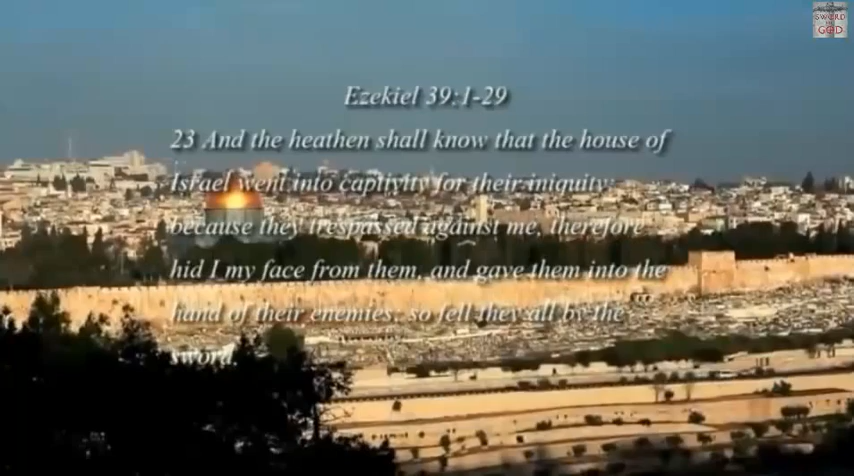 SWORD
GOD
Ezekiel 39:1-29
23 And the heathen shall know that the house of
Israel went into captivity for their iniquity:
because they trespassed against me, therefore
hid I my face from them, and gave them into the
hand of their enemies: so fell they all by the
sword.